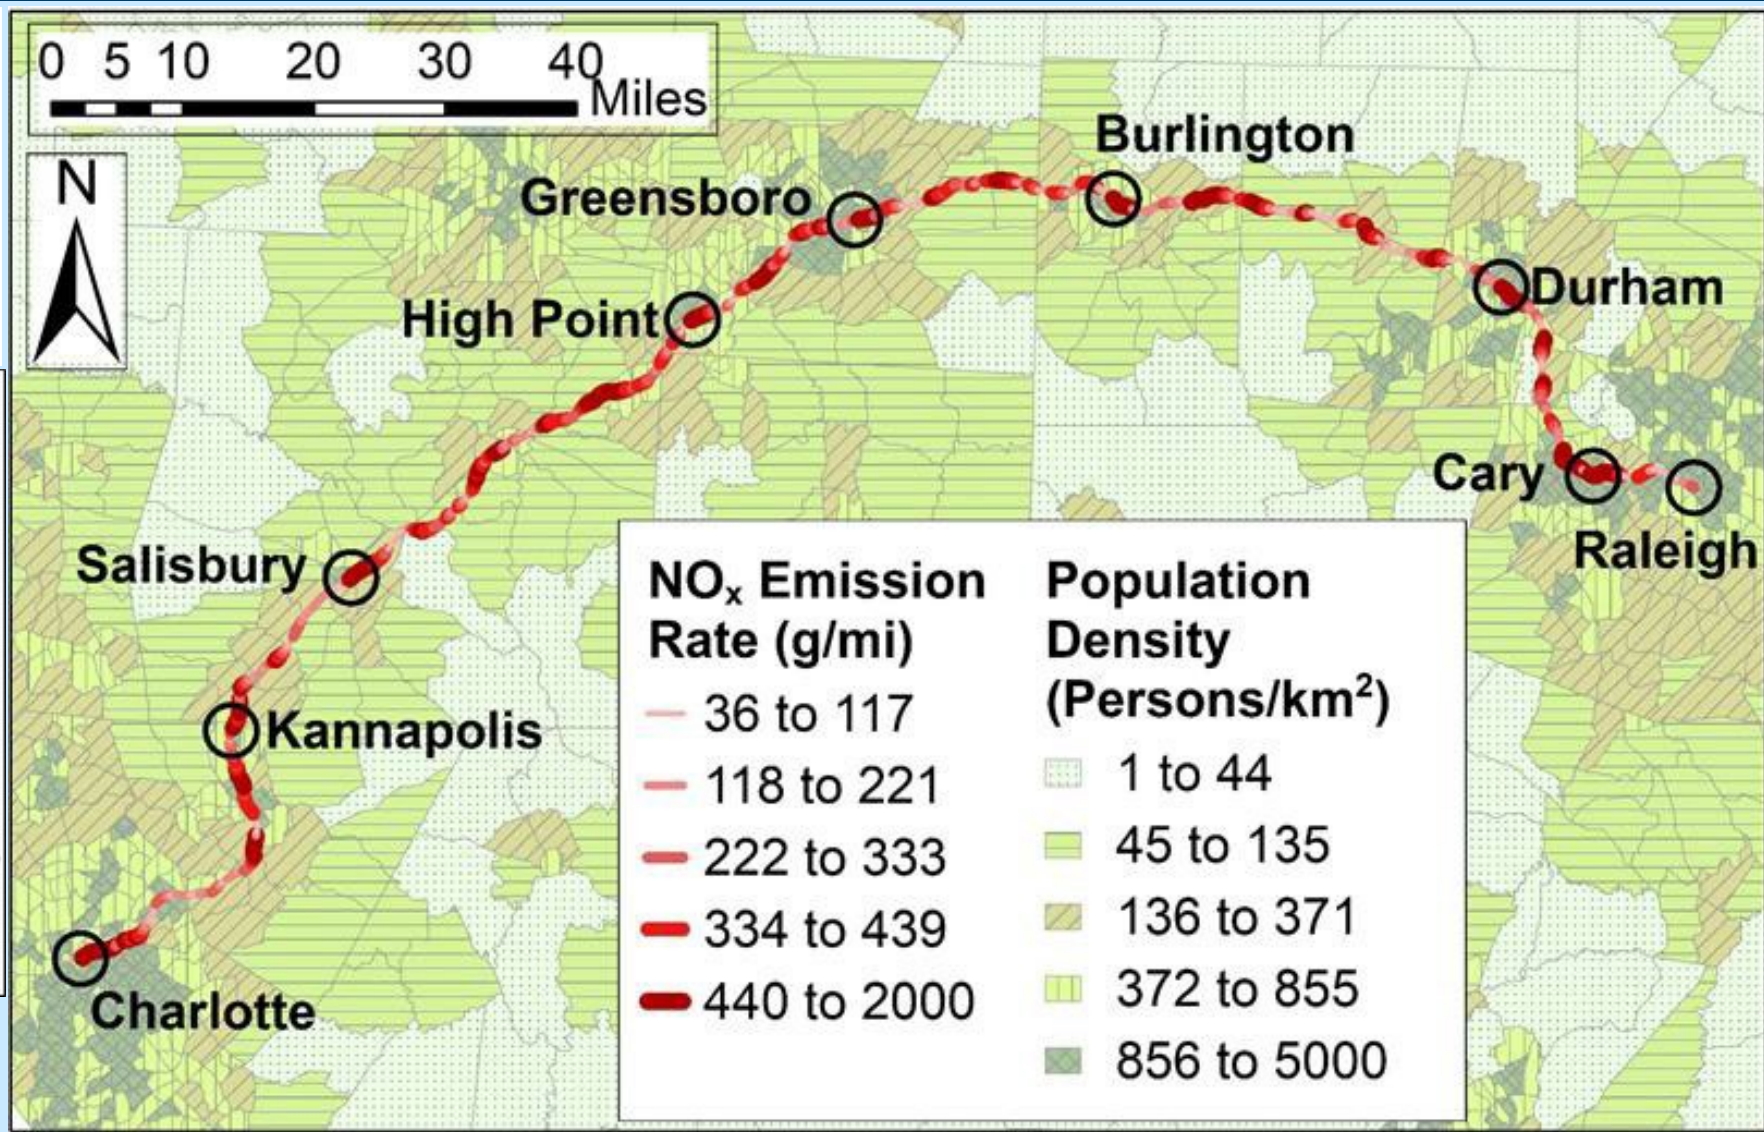 0 5 10 20 30 40
Miles
N
Burlington
Greensboro
Durham
High Point
Cary
Raleigh
Salisbury
Kannapolis
Charlotte
NOₓ Emission
Rate (g/mi)
36 to 117
118 to 221
222 to 333
334 to 439
440 to 2000
Population
Density
(Persons/km²)
1 to 44
45 to 135
136 to 371
372 to 855
856 to 5000